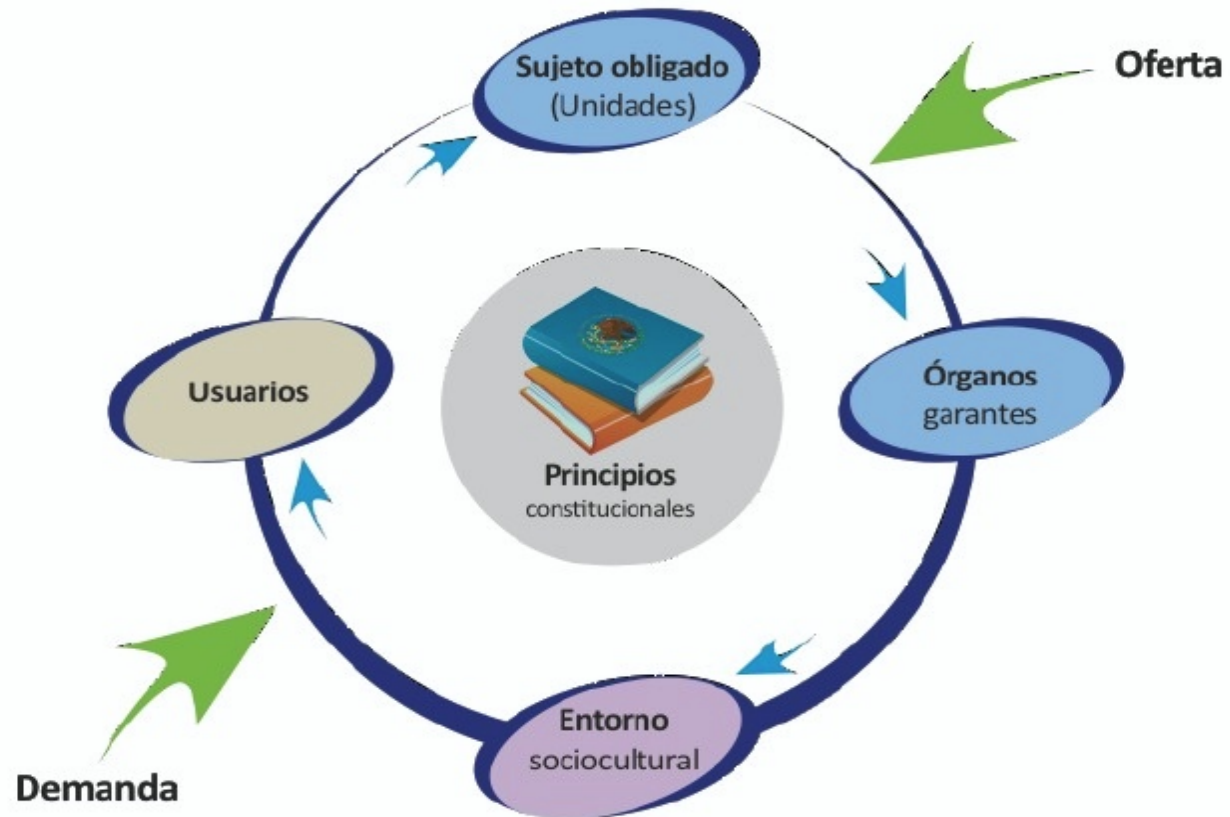 Sujeto obligado
(Unidades)
Oferta
Órganos
garantes
Usuarios
Principios
constitucionales
Entorno
sociocultural
Demanda